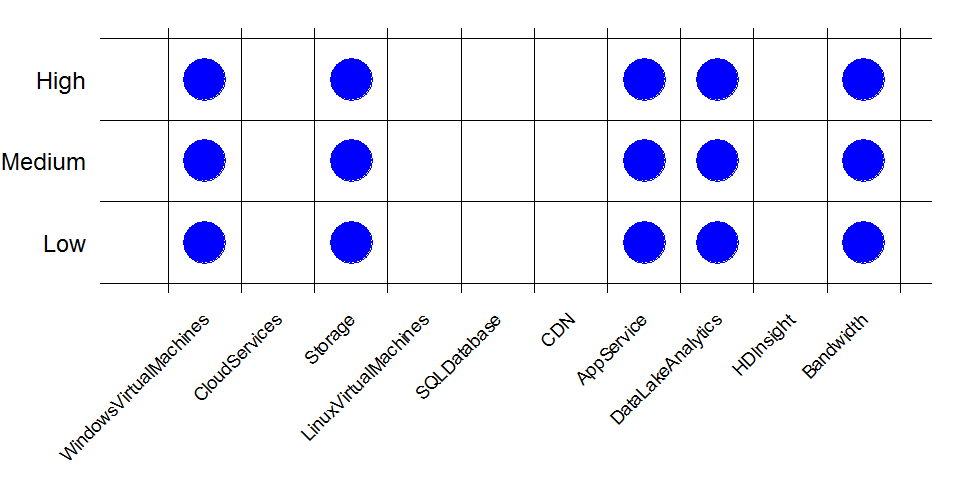 High
Medium
Low
WindowsVirtualMachines
CloudServices
Storage
LinuxVirtualMachines
SQLDatabase
CDN
AppService
DataLakeAnalytics
HDInsight
Bandwidth